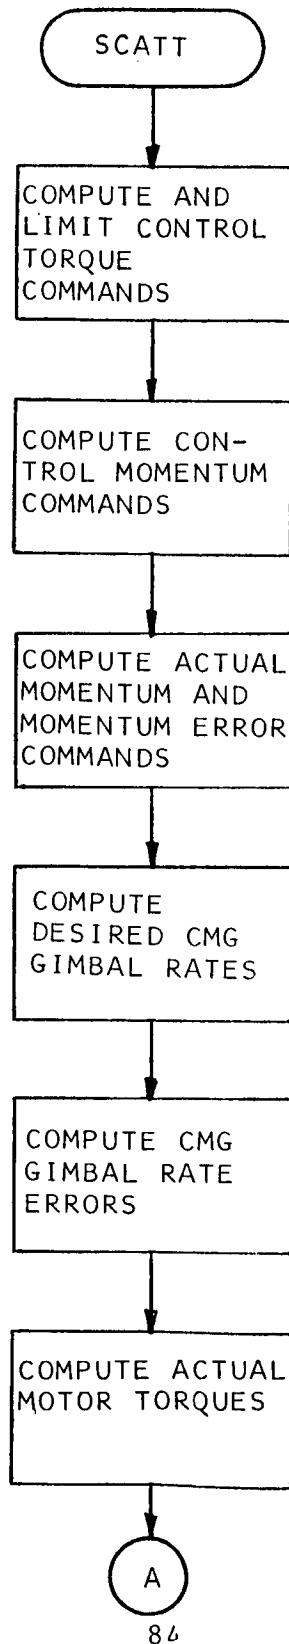 SCATT
COMPUTE AND
LIMIT CONTROL
TORQUE
COMMANDS
COMPUTE CON-
TROL MOMENTUM
COMMANDS
COMPUTE ACTUAL
MOMENTUM AND
MOMENTUM ERROR
COMMANDS
COMPUTE
DESIRED CMG
GIMBAL RATES
COMPUTE CMG
GIMBAL RATE
ERRORS
COMPUTE ACTUAL
MOTOR TORQUES
A
84